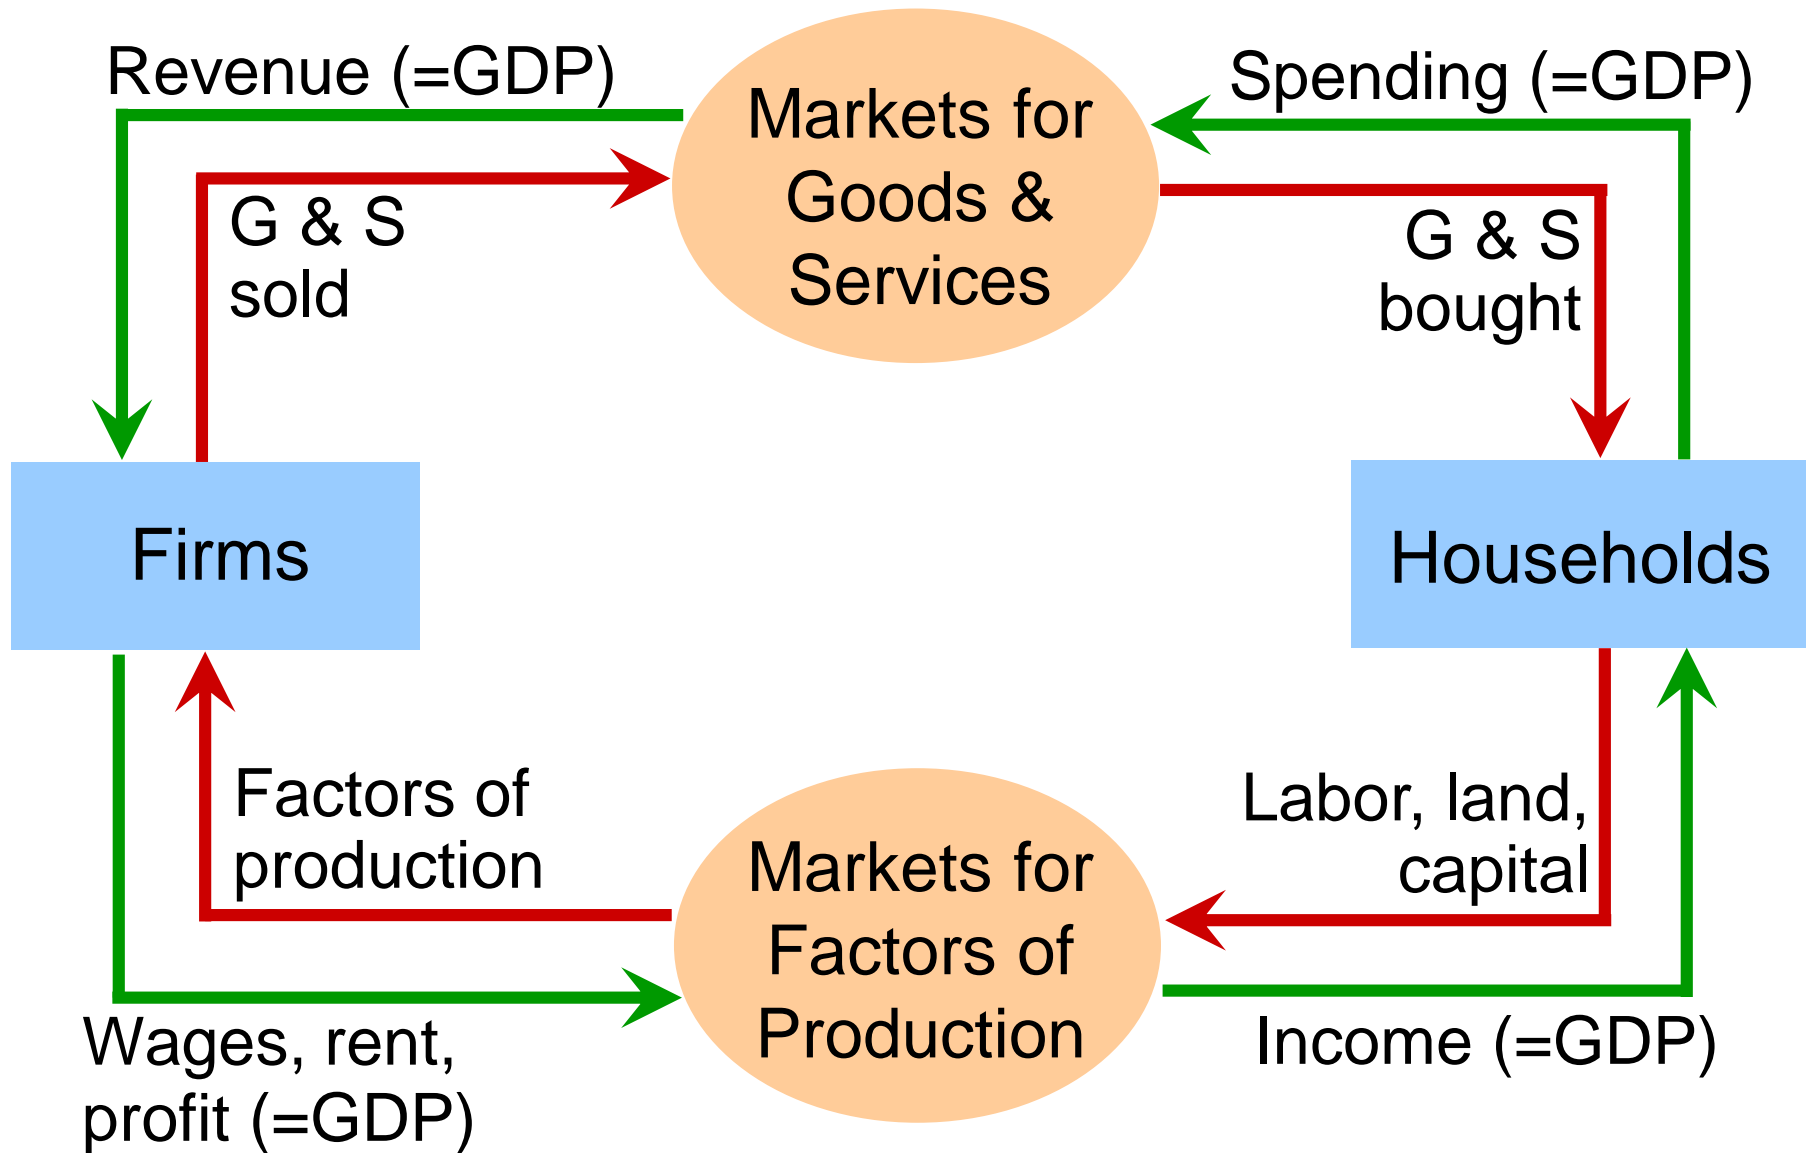 Revenue (=GDP)
Spending (=GDP)
Markets for
Goods &
Services
G & S
sold
G & S
bought
Firms
Households
Factors of
production
Labor, land,
capital
Markets for
Factors of
Production
Wages, rent,
profit (=GDP)
Income (=GDP)